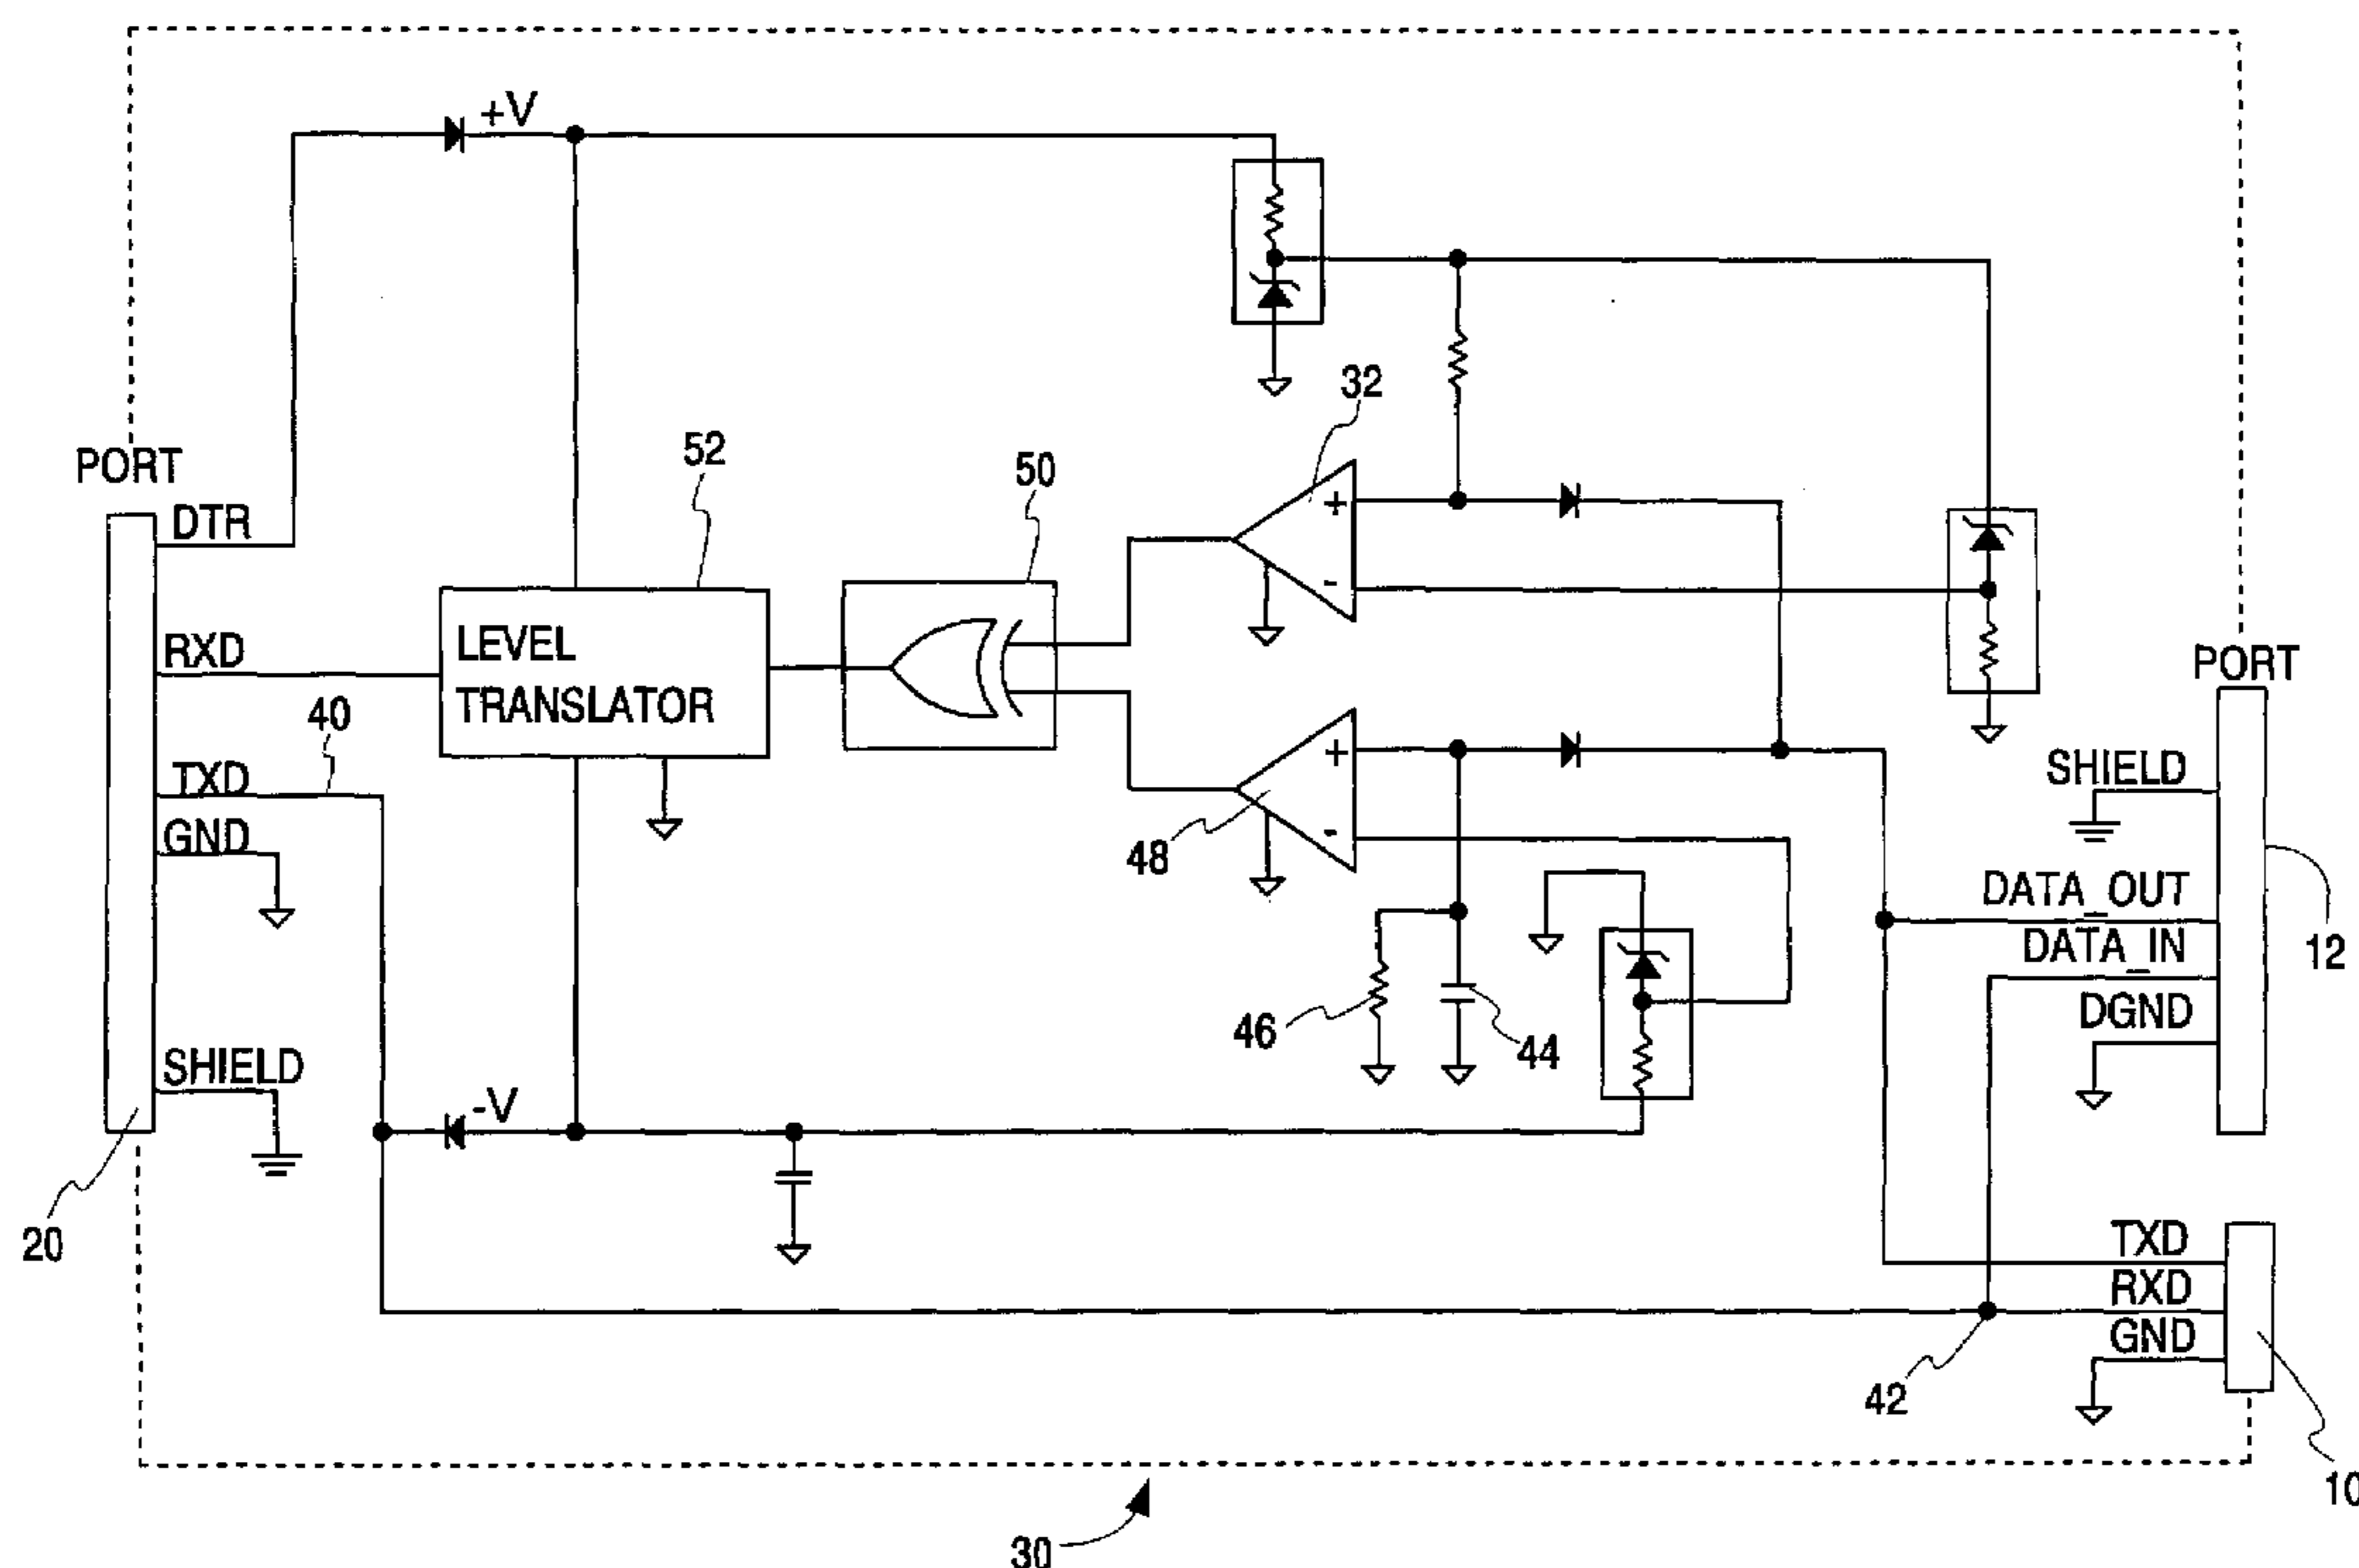 +V
PORT
DTR
RXD
40
TXD
GND
SHIELD
20
52
LEVEL
TRANSLATOR
50
32
+
-
+
-
48
46
44
-V
PORT
SHIELD
DATA_OUT
DATA_IN
DGND
12
TXD
RXD
GND
42
10
30